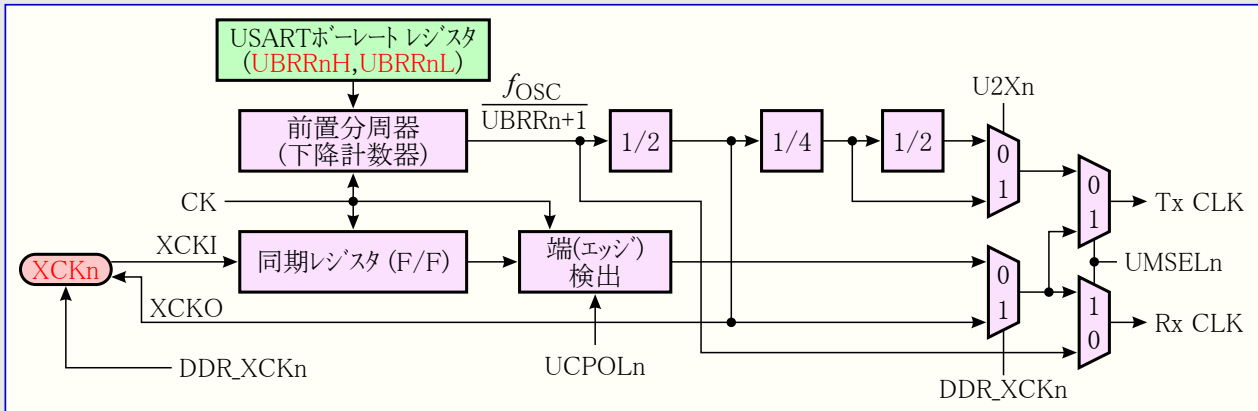 USARTボーレート レジスタ
(UBRRnH,UBRRnL)
fOSC
UBRRn+1
U2Xn
前置分周器
(下降計数器)
1/2
1/4
1/2
0
1
0
1
Tx CLK
CK
XCKI
同期レジスタ (F/F)
端(エッジ)
検出
XCKn
0
1
UMSELn
XCKO
1
0
Rx CLK
DDR_XCKn
UCPOLn
DDR_XCKn